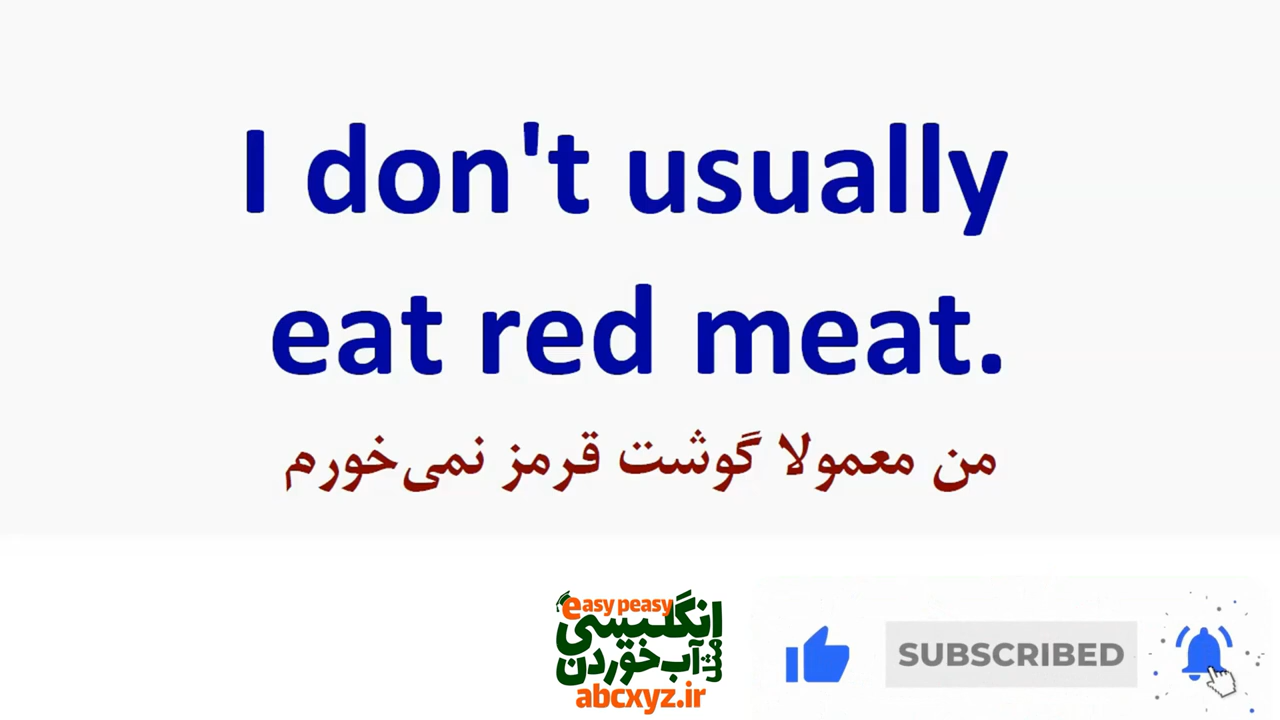 I don't usually
eat red meat.
من معمولا گوشت قرمز نمی‌خورم
easy peasy
انگلیسی
مثل آب خوردن
abcxyz.ir
SUBSCRIBED